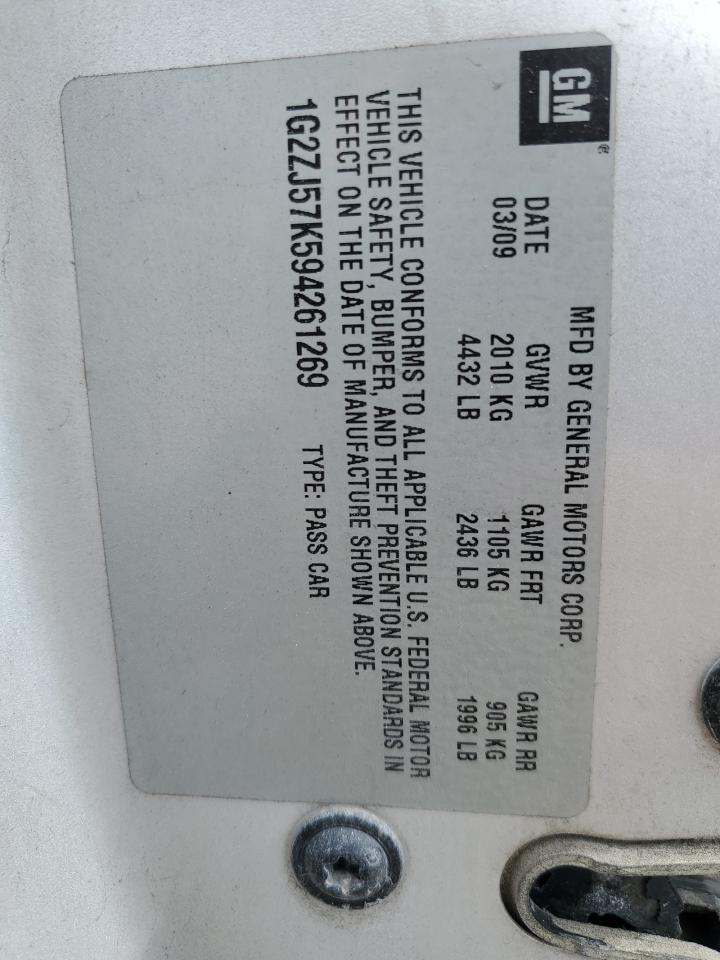 GM®
MFD BY GENERAL MOTORS CORP.
DATE GVWR GAWR FRT GAWR RR
03/09 2010 KG 1105 KG 905 KG
4432 LB 2436 LB 1996 LB
THIS VEHICLE CONFORMS TO ALL APPLICABLE U.S. FEDERAL MOTOR
VEHICLE SAFETY, BUMPER, AND THEFT PREVENTION STANDARDS IN
EFFECT ON THE DATE OF MANUFACTURE SHOWN ABOVE.
1G2ZJ57K594261269 TYPE: PASS CAR